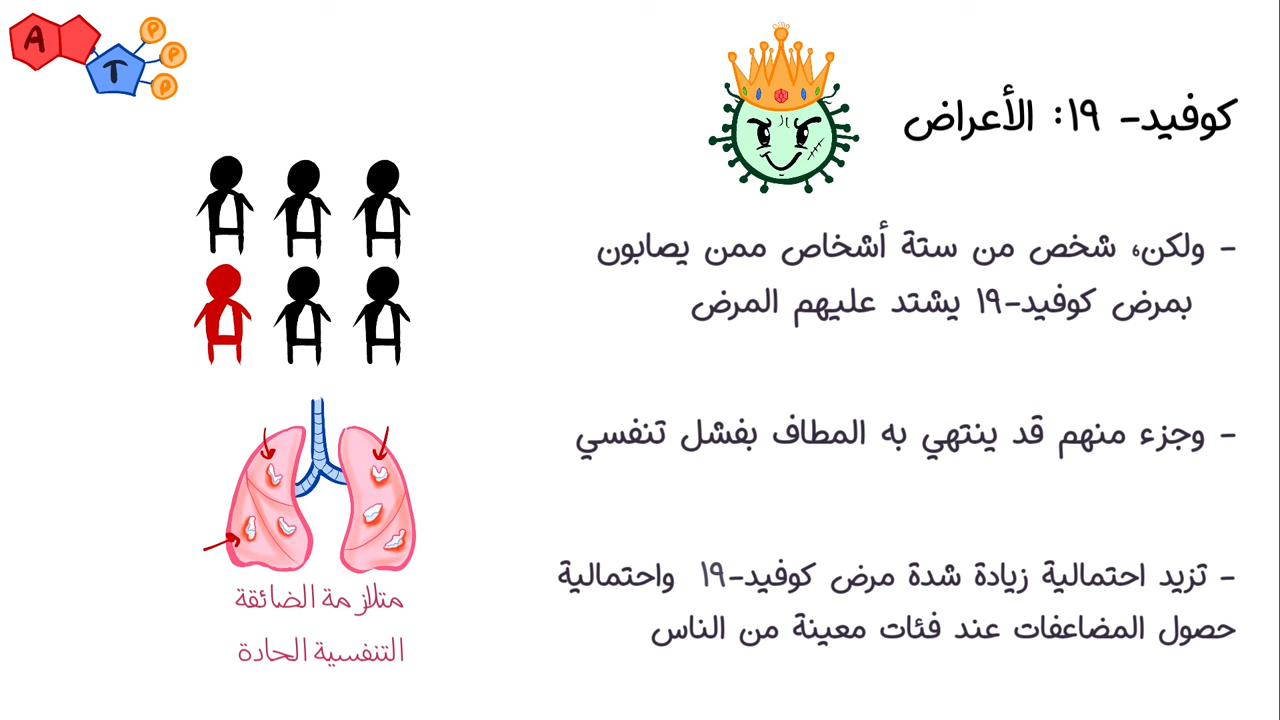 A T P P P
كوفيد- ١٩: الأعراض
- ولكن، شخص من ستة أشخاص ممن يصابون
بمرض كوفيد-١٩ يشتد عليهم المرض
- وجزء منهم قد ينتهي به المطاف بفشل تنفسي
- تزيد احتمالية زيادة شدة مرض كوفيد-١٩ واحتمالية
حصول المضاعفات عند فئات معينة من الناس
متلازمة الضائقة
التنفسية الحادة